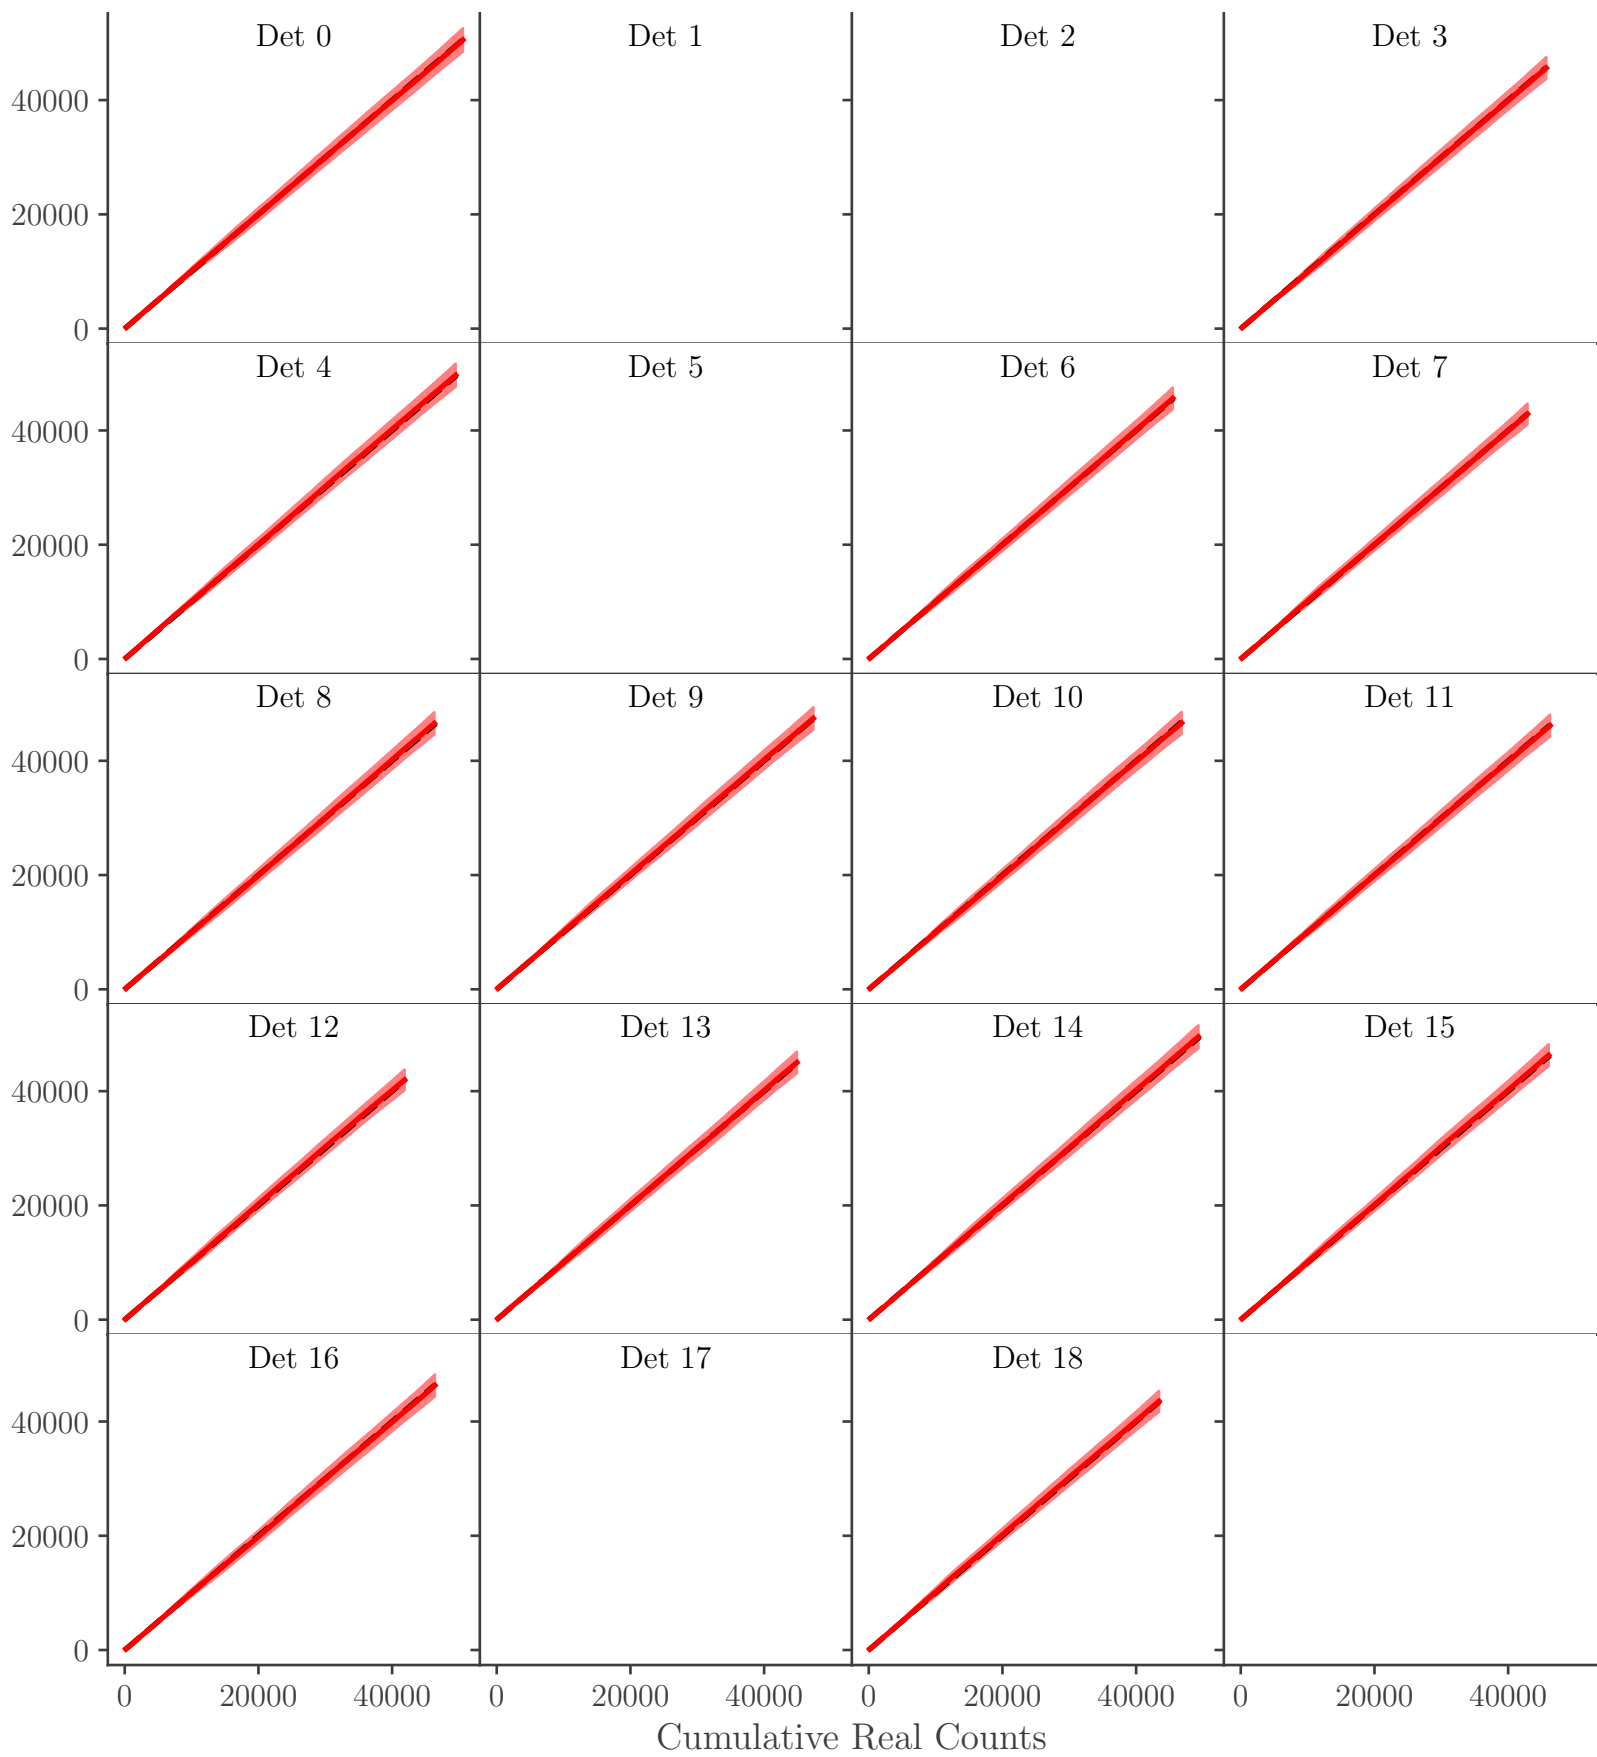 Det 0 Det 1 Det 2 Det 3
40000
20000
0
Det 4 Det 5 Det 6 Det 7
40000
20000
0
Det 8 Det 9 Det 10 Det 11
40000
20000
0
Det 12 Det 13 Det 14 Det 15
40000
20000
0
Det 16 Det 17 Det 18
40000
20000
0
0 20000 40000 0 20000 40000 0 20000 40000 0 20000 40000
Cumulative Real Counts